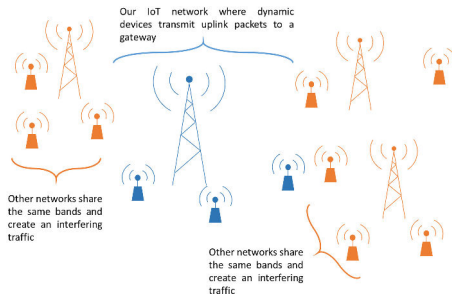 Our IoT network where dynamic
devices transmit uplink packets to a
gateway
Other networks share
the same bands and
create an interfering
traffic
Other networks share
the same bands and
create an interfering
traffic